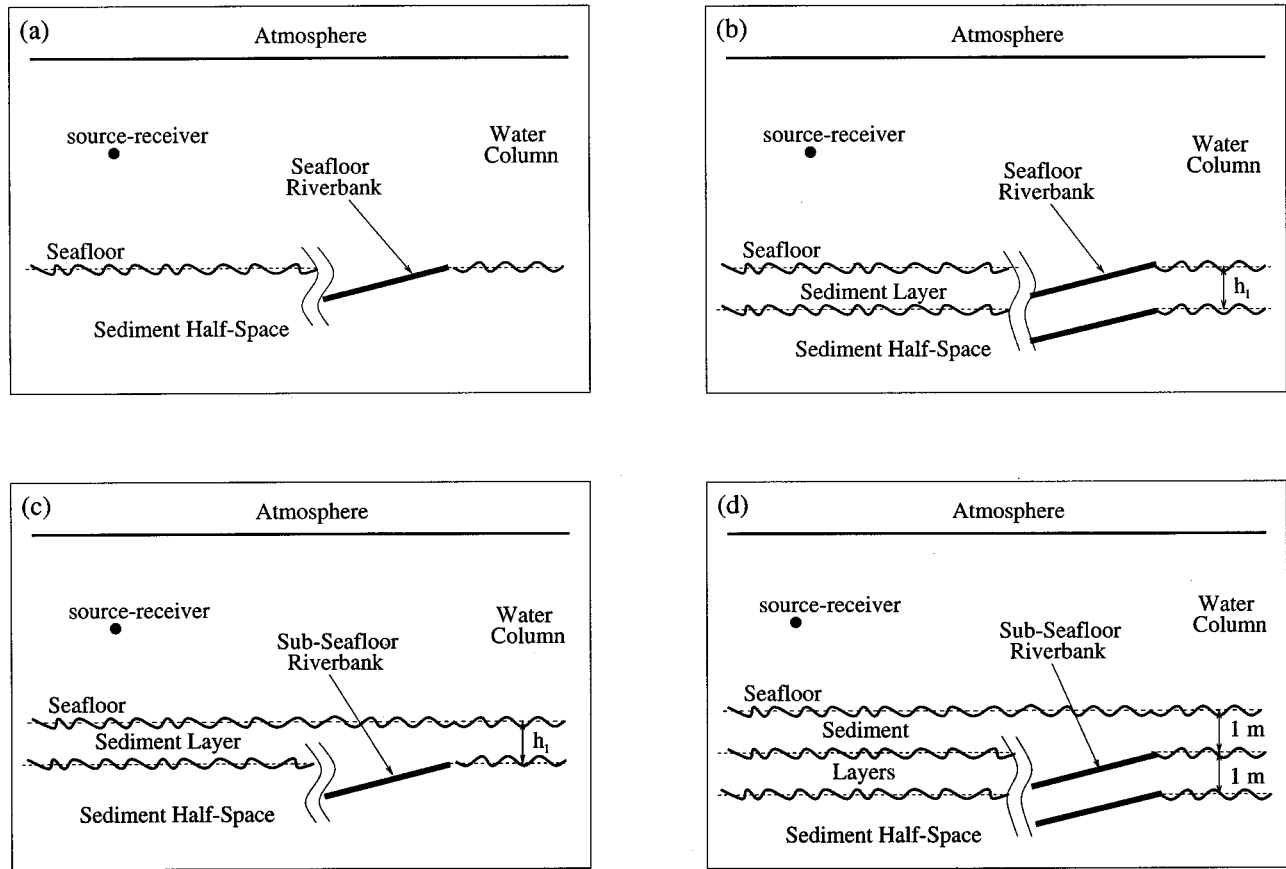 (a)
Atmosphere
source-receiver
Water
Column
Seafloor
Riverbank
Seafloor
Sediment Half-Space
(b)
Atmosphere
source-receiver
Water
Column
Seafloor
Riverbank
Seafloor
Sediment Layer
h₁
Sediment Half-Space
(c)
Atmosphere
source-receiver
Water
Column
Sub-Seafloor
Riverbank
Seafloor
Sediment Layer
h₁
Sediment Half-Space
(d)
Atmosphere
source-receiver
Water
Column
Sub-Seafloor
Riverbank
Seafloor
Sediment
1 m
Layers
1 m
Sediment Half-Space